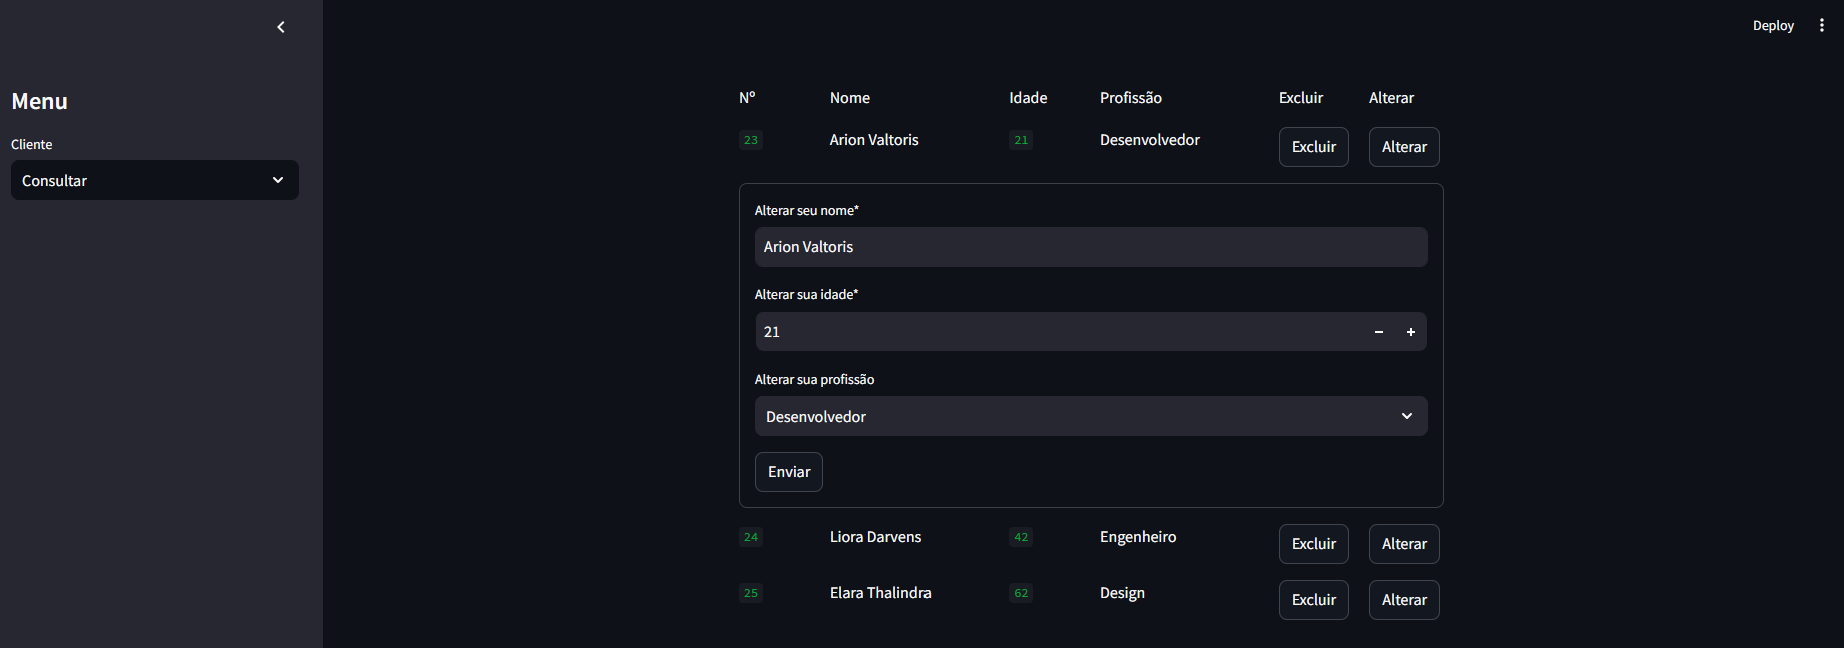 Deploy
Menu
Cliente
Consultar
Nº Nome Idade Profissão Excluir Alterar
23 Arion Valtoris 21 Desenvolvedor Excluir Alterar
Alterar seu nome*
Arion Valtoris
Alterar sua idade*
21
Alterar sua profissão
Desenvolvedor
Enviar
24 Liora Darvens 42 Engenheiro Excluir Alterar
25 Elara Thalindra 62 Design Excluir Alterar